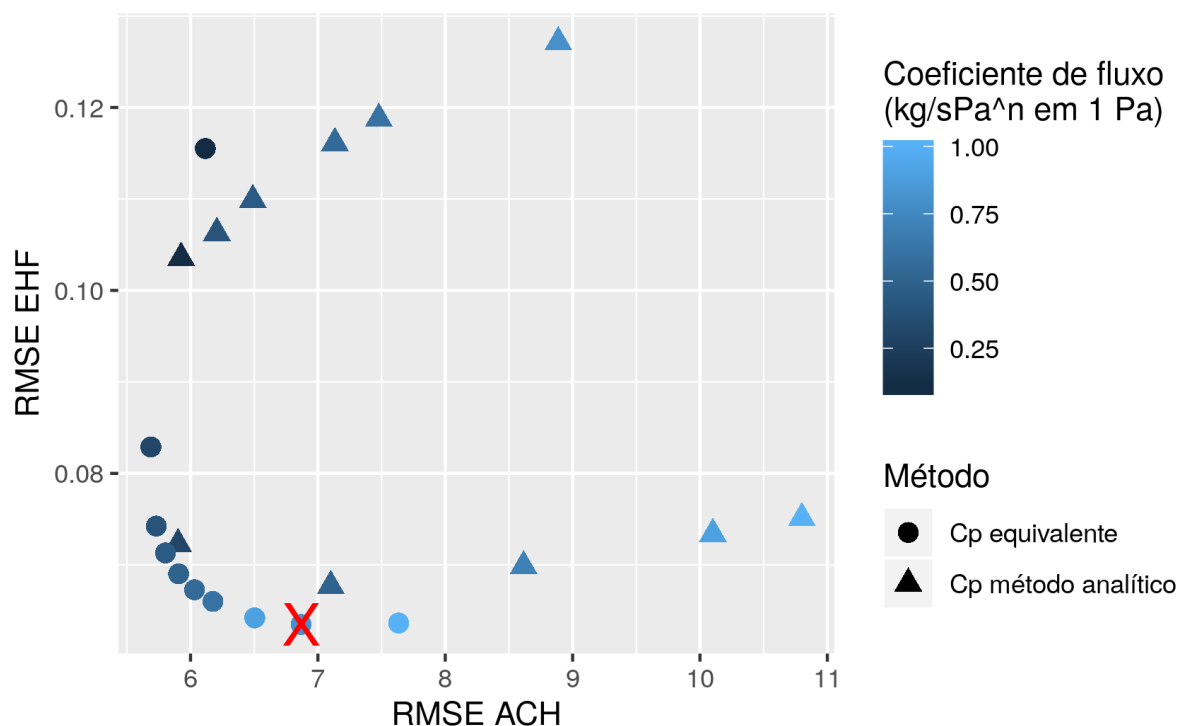 0.12
0.10
0.08
RMSE EHF
6 7 8 9 10 11
RMSE ACH
Coeficiente de fluxo
(kg/sPa^n em 1 Pa)
1.00
0.75
0.50
0.25
Método
Cp equivalente
Cp método analítico
X